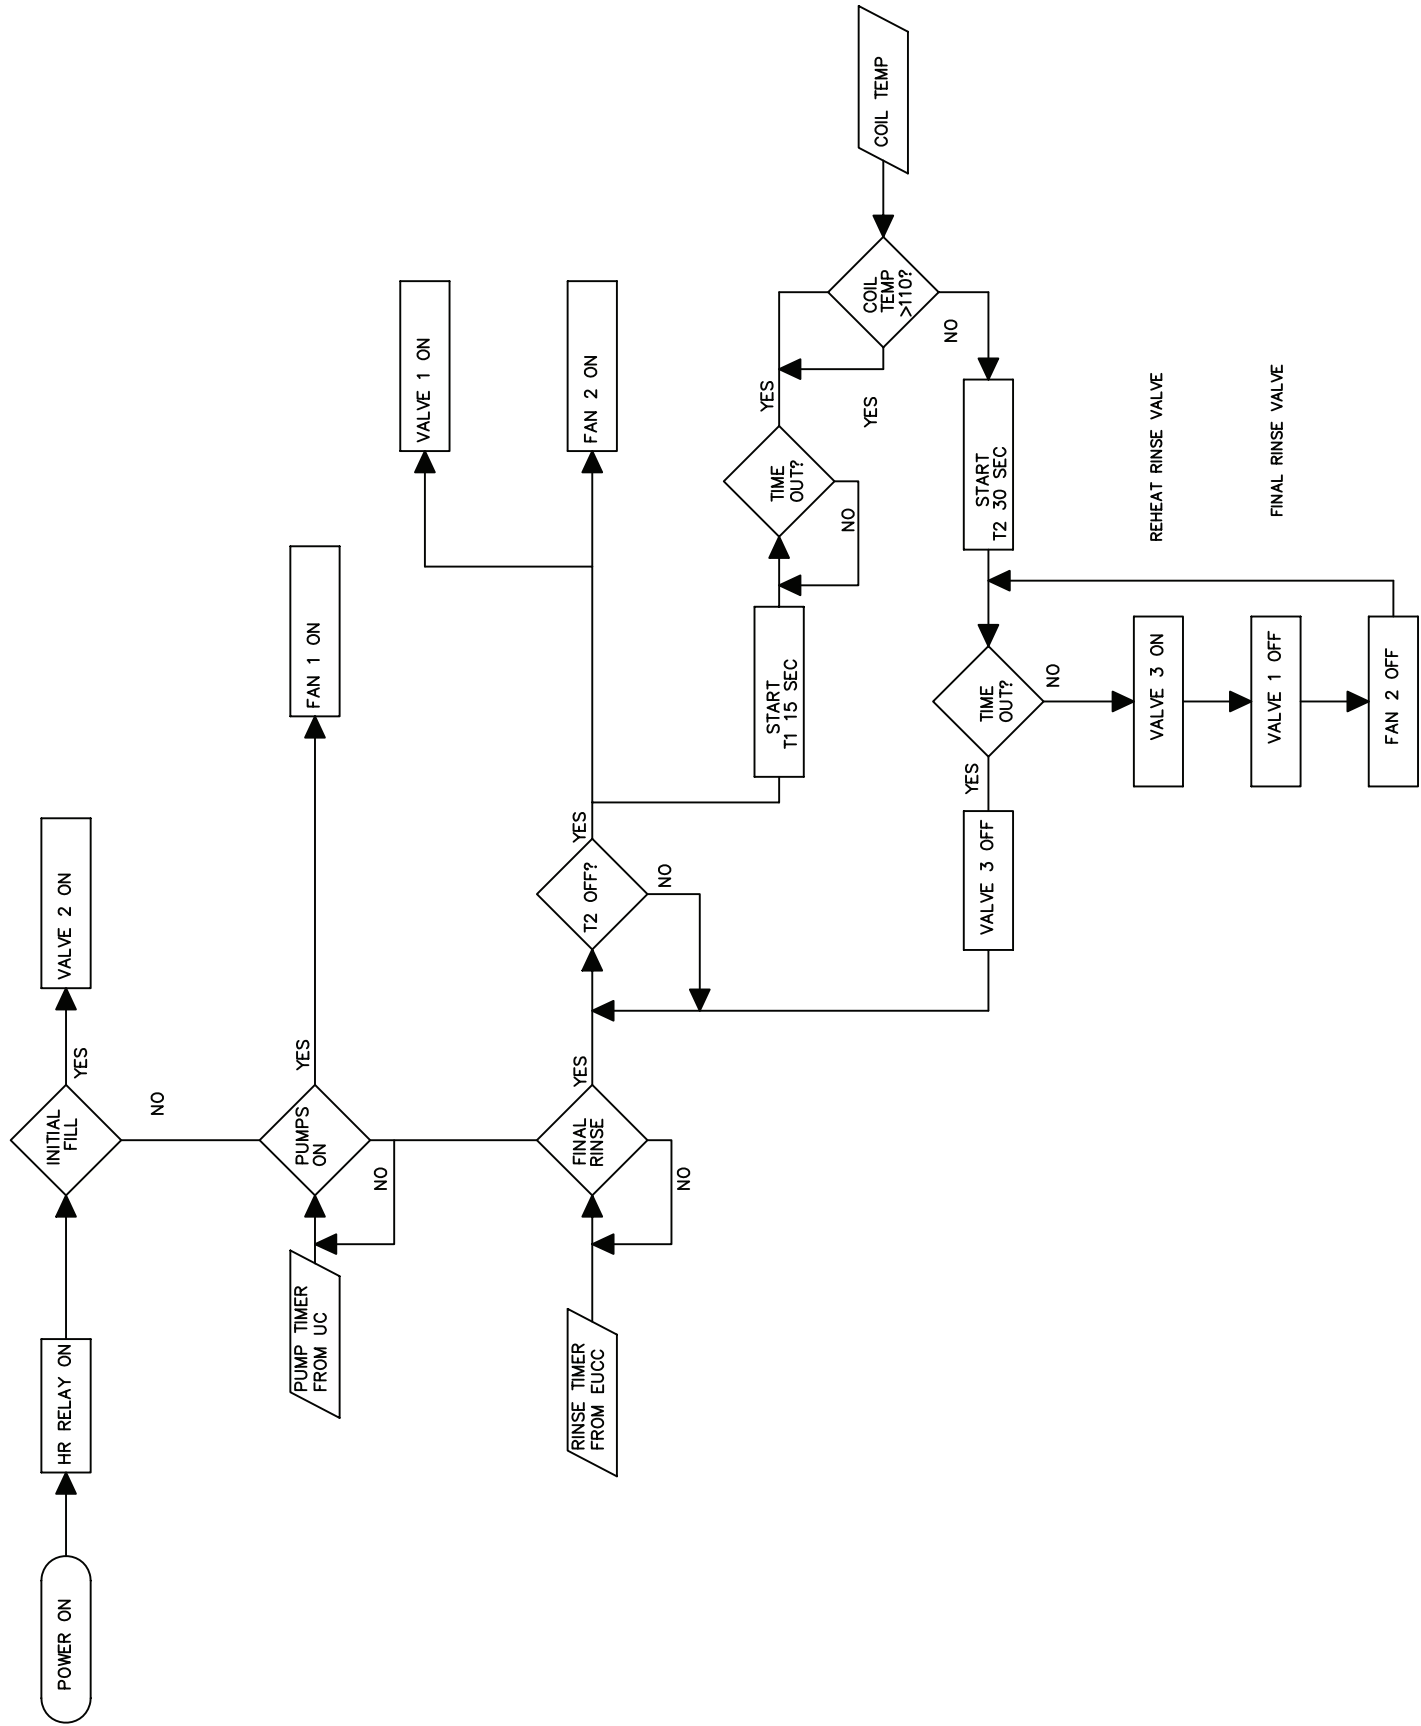 POWER ON
HR RELAY ON
INITIAL
FILL
YES
VALVE 2 ON
NO
PUMP TIMER
FROM UC
PUMPS
ON
YES
FAN 1 ON
NO
RINSE TIMER
FROM EUCC
FINAL
RINSE
YES
NO
T2 OFF?
YES
NO
VALVE 1 ON
FAN 2 ON
START
T1 15 SEC
TIME
OUT?
YES
NO
COIL
TEMP
>110?
YES
NO
COIL TEMP
START
T2 30 SEC
TIME
OUT?
YES
NO
VALVE 3 OFF
VALVE 3 ON
REHEAT RINSE VALVE
VALVE 1 OFF
FINAL RINSE VALVE
FAN 2 OFF